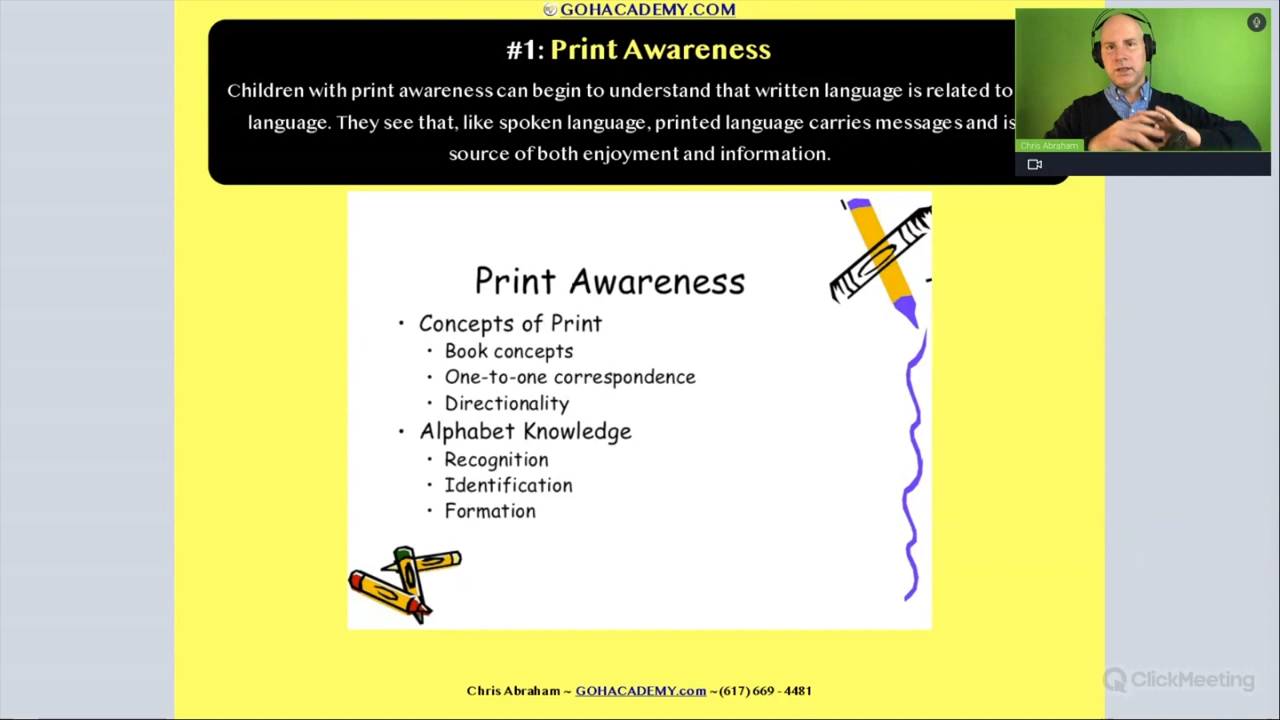 GOHACADEMY.COM
#1: Print Awareness
Children with print awareness can begin to understand that written language is related to
language. They see that, like spoken language, printed language carries messages and is
source of both enjoyment and information.
Chris Abraham
Print Awareness
• Concepts of Print
• Book concepts
• One-to-one correspondence
• Directionality
• Alphabet Knowledge
• Recognition
• Identification
• Formation
Chris Abraham ~ GOHACADEMY.com ~(617) 669 - 4481
ClickMeeting